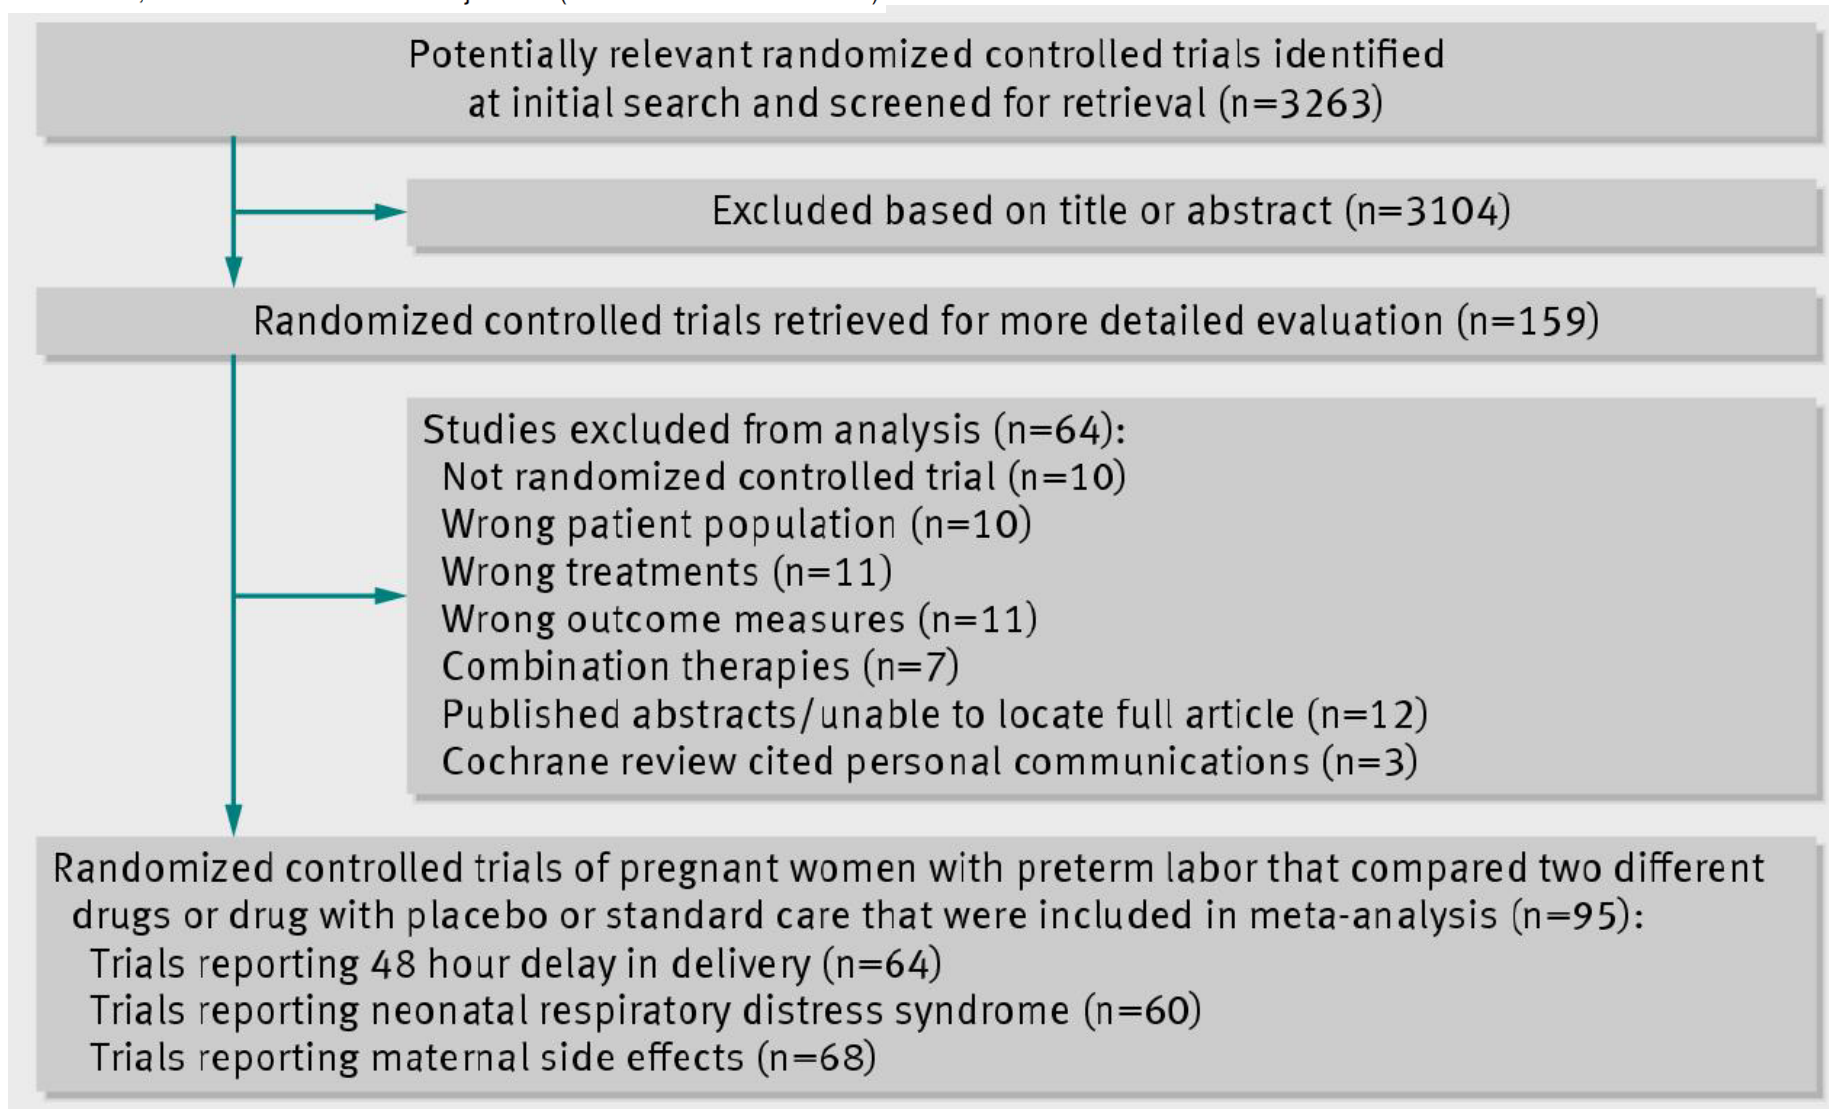 Potentially relevant randomized controlled trials identified
at initial search and screened for retrieval (n=3263)
Excluded based on title or abstract (n=3104)
Randomized controlled trials retrieved for more detailed evaluation (n=159)
Studies excluded from analysis (n=64):
Not randomized controlled trial (n=10)
Wrong patient population (n=10)
Wrong treatments (n=11)
Wrong outcome measures (n=11)
Combination therapies (n=7)
Published abstracts/unable to locate full article (n=12)
Cochrane review cited personal communications (n=3)
Randomized controlled trials of pregnant women with preterm labor that compared two different
drugs or drug with placebo or standard care that were included in meta-analysis (n=95):
Trials reporting 48 hour delay in delivery (n=64)
Trials reporting neonatal respiratory distress syndrome (n=60)
Trials reporting maternal side effects (n=68)